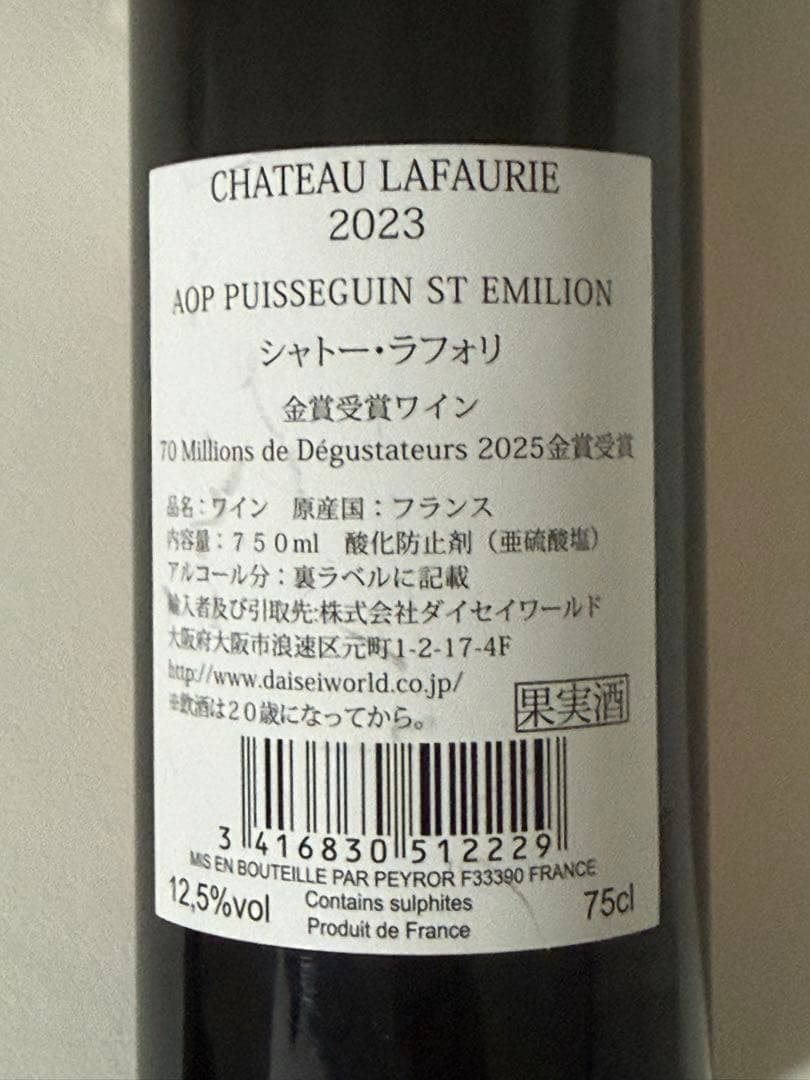 CHATEAU LAFAURIE
2023
AOP PUISSEGUIN ST EMILION
シャトー・ラフォリ
金賞受賞ワイン
70 Millions de Dégustateurs 2025金賞受賞
品名：ワイン　原産国：フランス
内容量：７５０ml　酸化防止剤（亜硫酸塩）
アルコール分：裏ラベルに記載
輸入者及び引取先:株式会社ダイセイワールド
大阪府大阪市浪速区元町1-2-17-4F
http://www.daiseiworld.co.jp/
※飲酒は２０歳になってから。
果実酒
3 416830 512229
MIS EN BOUTEILLE PAR PEYROR F33390 FRANCE
12,5%vol Contains sulphites 75cl
Produit de France